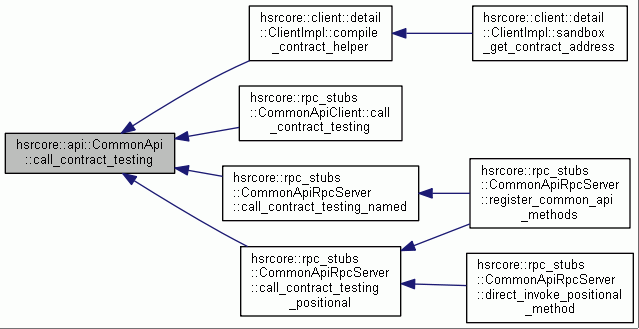 hsrcore::api::CommonApi
::call_contract_testing
hsrcore::client::detail
::ClientImpl::compile
_contract_helper
hsrcore::client::detail
::ClientImpl::sandbox
_get_contract_address
hsrcore::rpc_stubs
::CommonApiClient::call
_contract_testing
hsrcore::rpc_stubs
::CommonApiRpcServer
::call_contract_testing_named
hsrcore::rpc_stubs
::CommonApiRpcServer
::register_common_api
_methods
hsrcore::rpc_stubs
::CommonApiRpcServer
::call_contract_testing
_positional
hsrcore::rpc_stubs
::CommonApiRpcServer
::direct_invoke_positional
_method